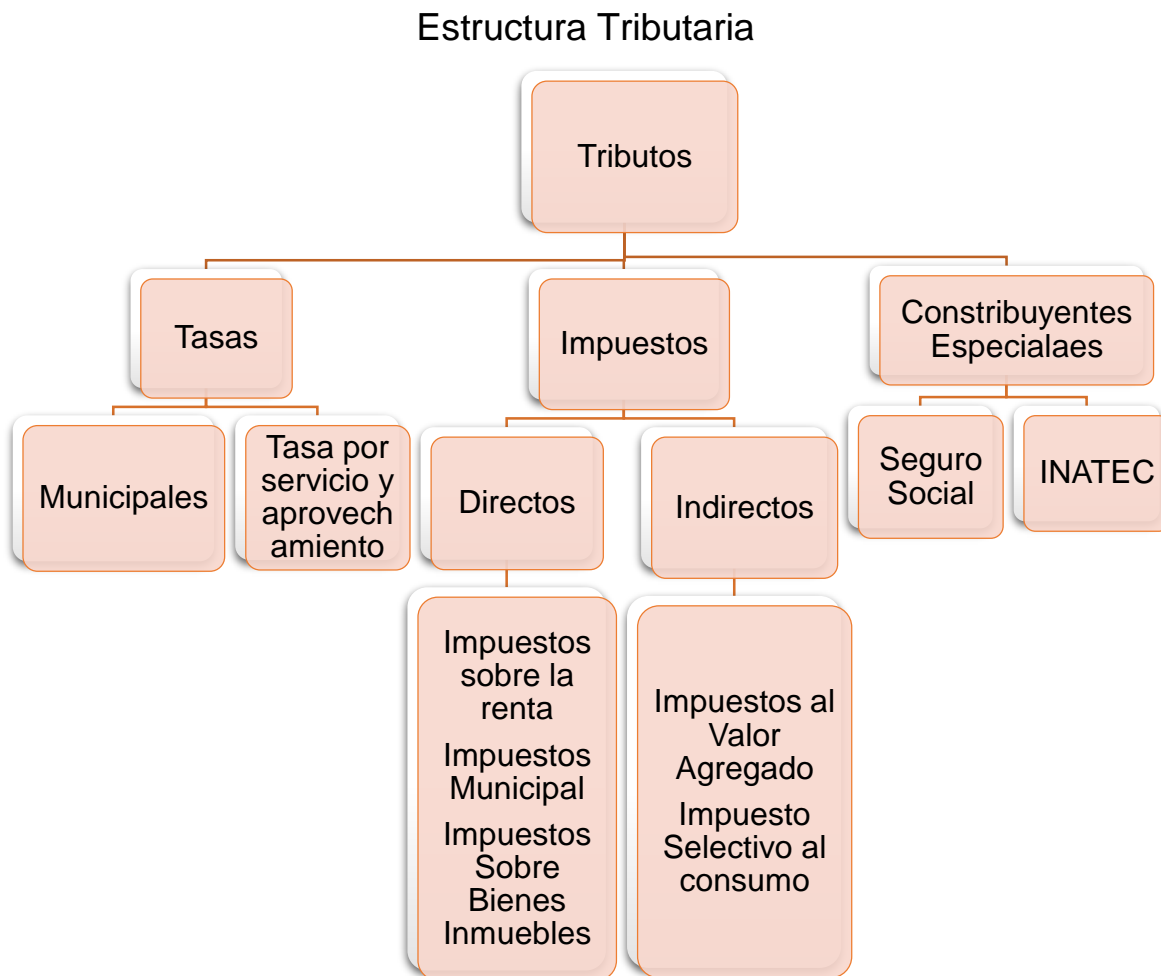 Estructura Tributaria
Tributos
Tasas
Impuestos
Constribuyentes
Especialaes
Municipales
Tasa por
servicio y
aprovech
amiento
Directos
Indirectos
Seguro
Social
INATEC
Impuestos
sobre la
renta
Impuestos
Municipal
Impuestos
Sobre
Bienes
Inmuebles
Impuestos al
Valor
Agregado
Impuesto
Selectivo al
consumo